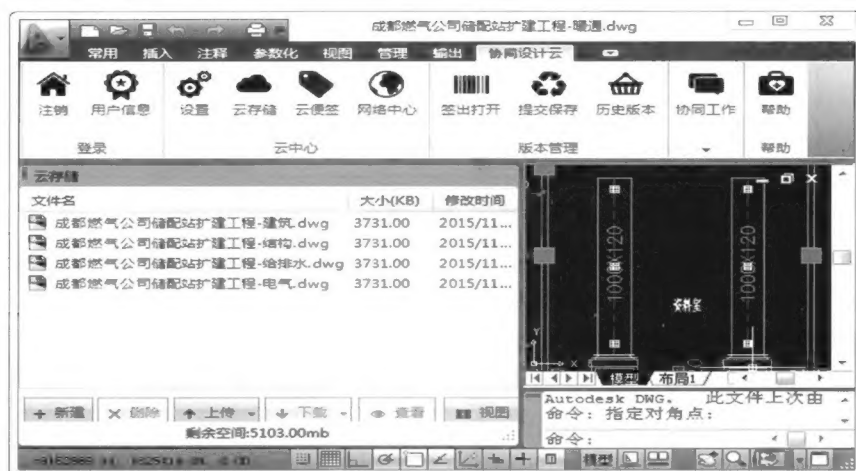 成都燃气公司储配站扩建工程-暖通.dwg
常用 插入 注释 参数化 视图 管理 输出 协同设计云
注销 用户信息 设置 云存储 云便签 网络中心 签出打开 提交保存 历史版本 协同工作 帮助
登录 云中心 版本管理 帮助
云存储
文件名 大小(KB) 修改时间
成都燃气公司储配站扩建工程-建筑.dwg 3731.00 2015/11...
成都燃气公司储配站扩建工程-结构.dwg 3731.00 2015/11...
成都燃气公司储配站扩建工程-给排水.dwg 3731.00 2015/11...
成都燃气公司储配站扩建工程-电气.dwg 3731.00 2015/11...
1000X120 1000X120
Y
X
模型 布局1
+ 新建 × 删除 上传 下载 查看 视图
剩余空间:5103.00mb
Autodesk DWG. 此文件上次由
命令: 指定对角点:
命令:
模型